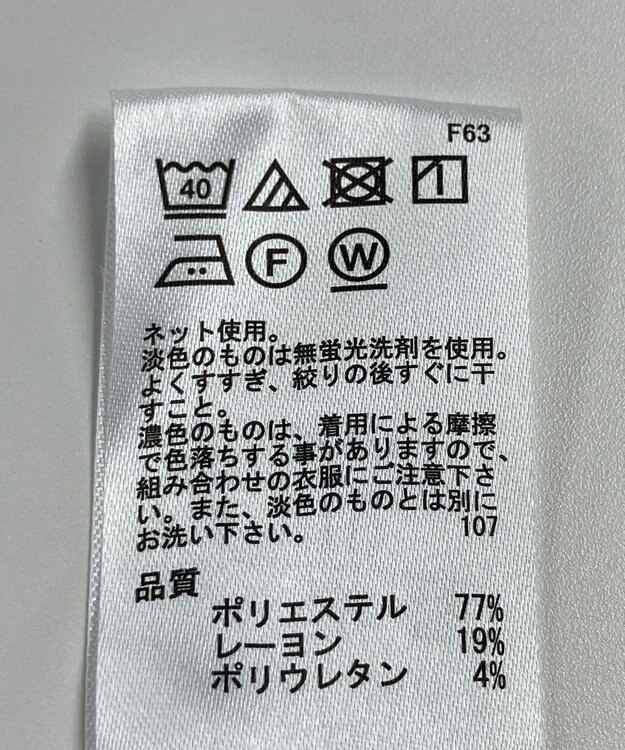 F63
40
F W
ネット使用。
淡色のものは無蛍光洗剤を使用。
よくすすぎ、絞りの後すぐに干
すこと。
濃色のものは、着用による摩擦
で色落ちする事がありますので、
組み合わせの衣服にご注意下さ
い。また、淡色のものとは別に
お洗い下さい。 107
品質
ポリエステル 77%
レーヨン 19%
ポリウレタン 4%